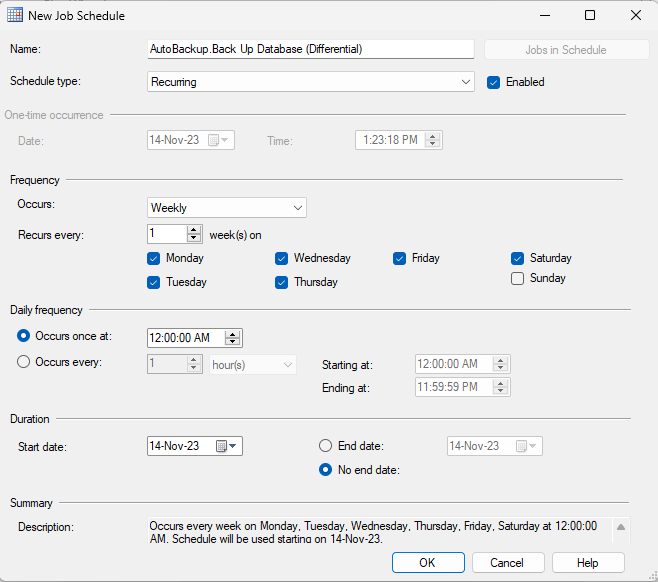 New Job Schedule
Name: AutoBackup.Back Up Database (Differential) Jobs in Schedule
Schedule type: Recurring Enabled
One-time occurrence
Date: 14-Nov-23 Time: 1:23:18 PM
Frequency
Occurs: Weekly
Recurs every: 1 week(s) on
Monday Wednesday Friday Saturday
Tuesday Thursday Sunday
Daily frequency
Occurs once at: 12:00:00 AM
Occurs every: 1 hour(s) Starting at: 12:00:00 AM
Ending at: 11:59:59 PM
Duration
Start date: 14-Nov-23 End date: 14-Nov-23
No end date:
Summary
Description: Occurs every week on Monday, Tuesday, Wednesday, Thursday, Friday, Saturday at 12:00:00
AM. Schedule will be used starting on 14-Nov-23.
OK Cancel Help